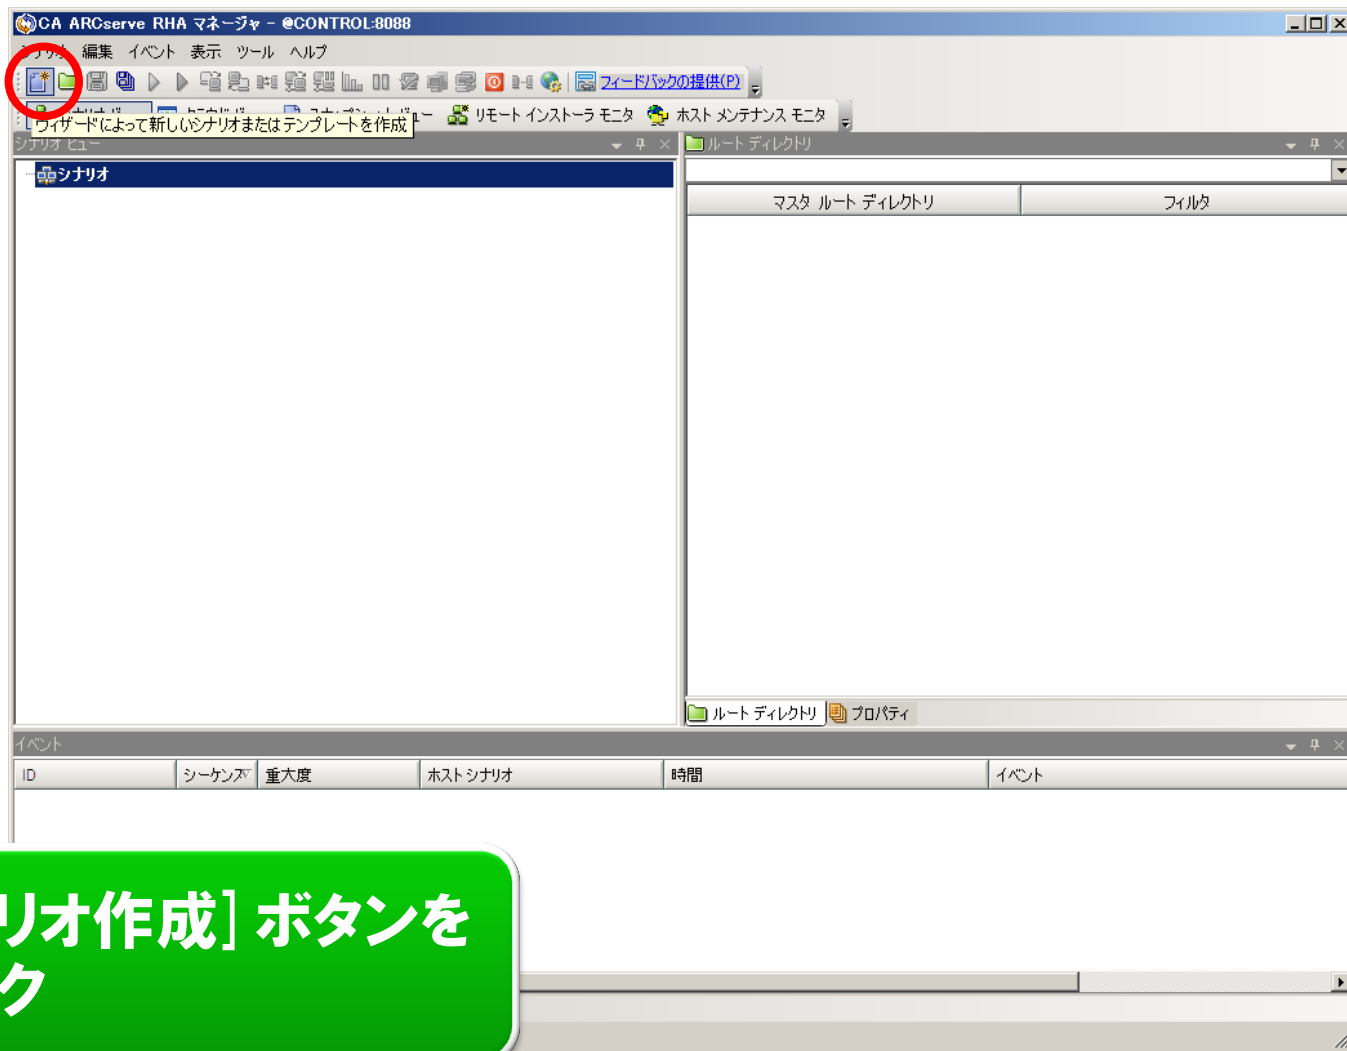 CA ARCserve RHA マネージャ - @CONTROL:8088
編集 イベント 表示 ツール ヘルプ
フィードバックの提供(P)
リモート インストーラ モニタ ホスト メンテナンス モニタ
ウィザードによって新しいシナリオまたはテンプレートを作成
シナリオ ビュー
ルート ディレクトリ
シナリオ
マスタ ルート ディレクトリ フィルタ
ルート ディレクトリ プロパティ
イベント
ID シーケンス 重大度 ホストシナリオ 時間 イベント
リオ作成] ボタンを
ク